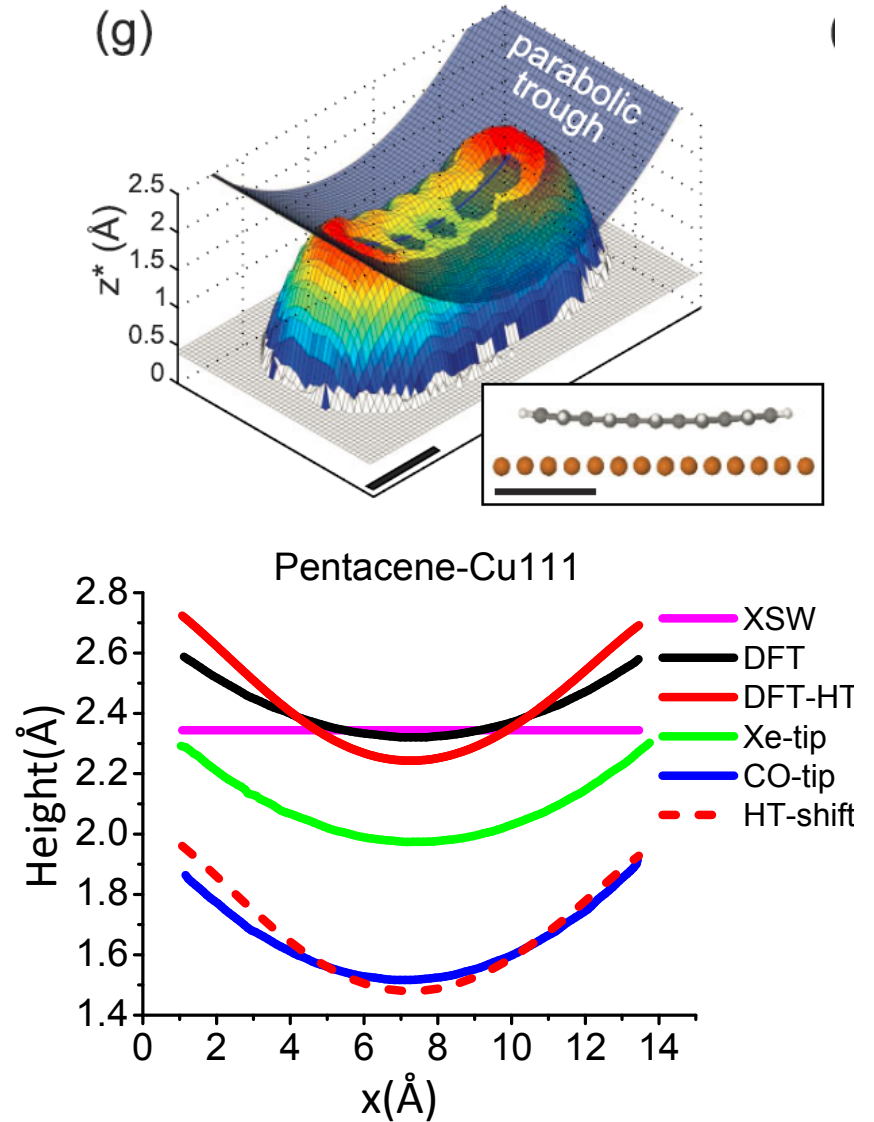 (g)
parabolic
trough
z* (Å)
2.5
2
1.5
1
0.5
0
Pentacene-Cu111
Height(Å)
2.8
2.6
2.4
2.2
2.0
1.8
1.6
1.4
XSW
DFT
DFT-HT
Xe-tip
CO-tip
HT-shift
0 2 4 6 8 10 12 14
x(Å)